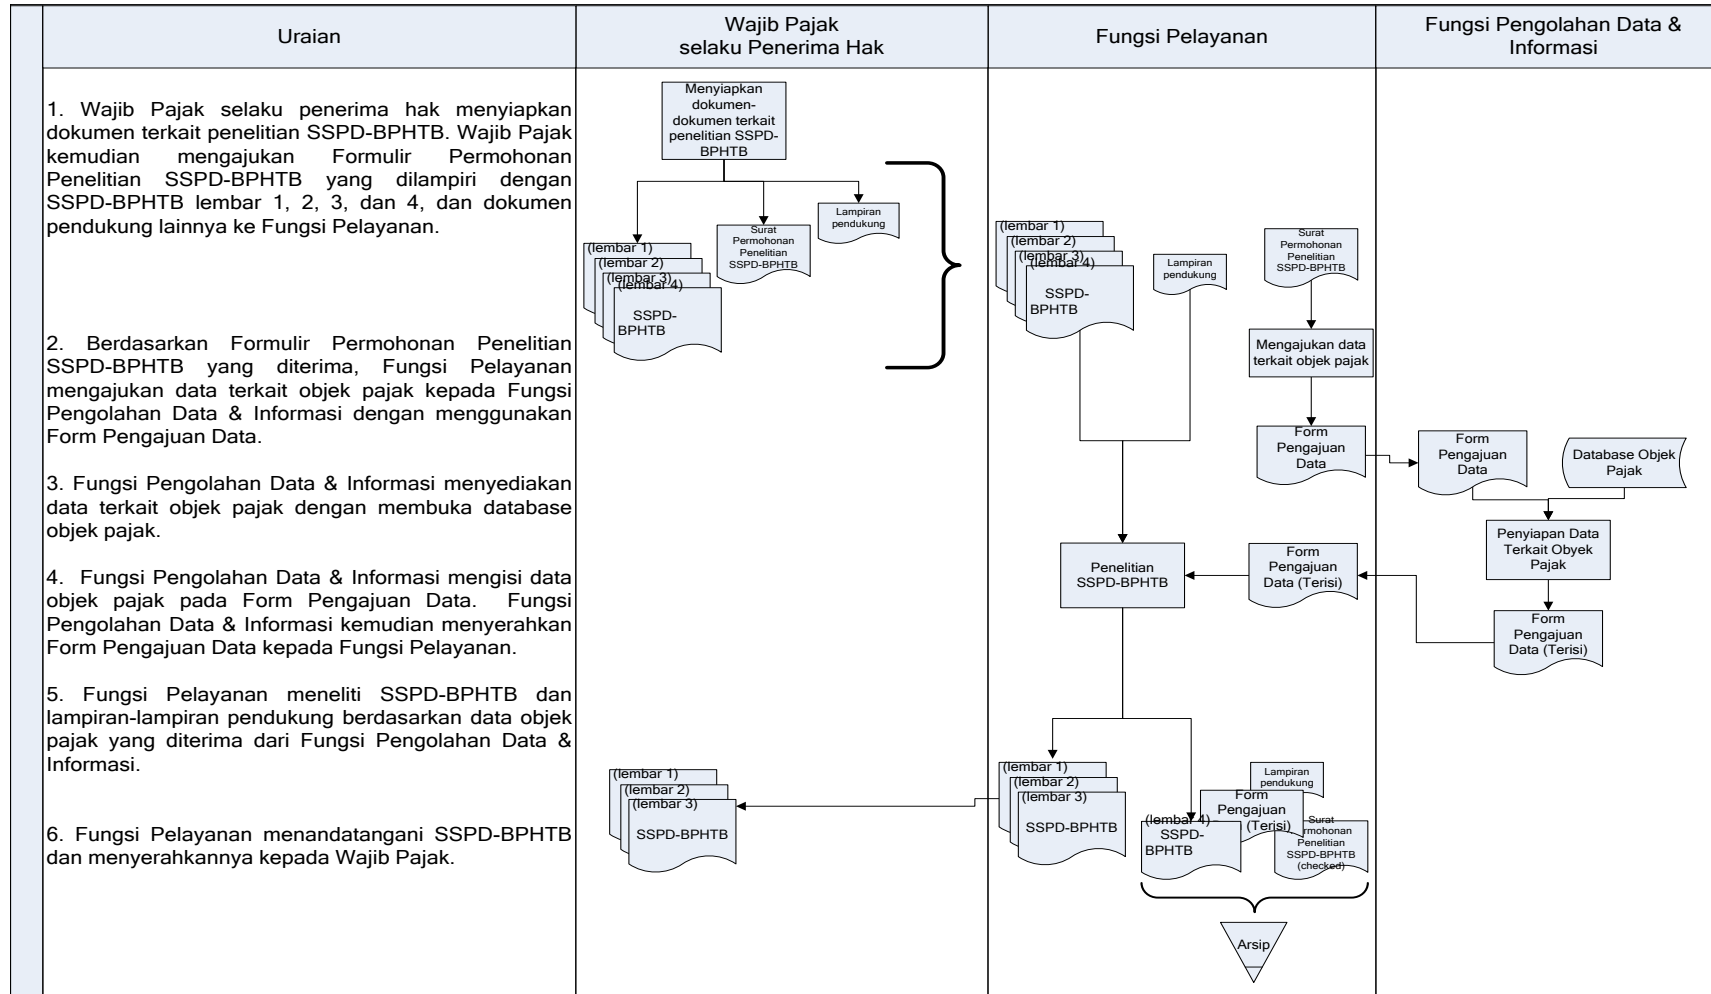 Uraian
Wajib Pajak
selaku Penerima Hak
Fungsi Pelayanan
Fungsi Pengolahan Data &
Informasi
1. Wajib Pajak selaku penerima hak menyiapkan
dokumen terkait penelitian SSPD-BPHTB. Wajib Pajak
kemudian mengajukan Formulir Permohonan
Penelitian SSPD-BPHTB yang dilampiri dengan
SSPD-BPHTB lembar 1, 2, 3, dan 4, dan dokumen
pendukung lainnya ke Fungsi Pelayanan.
2. Berdasarkan Formulir Permohonan Penelitian
SSPD-BPHTB yang diterima, Fungsi Pelayanan
mengajukan data terkait objek pajak kepada Fungsi
Pengolahan Data & Informasi dengan menggunakan
Form Pengajuan Data.
3. Fungsi Pengolahan Data & Informasi menyediakan
data terkait objek pajak dengan membuka database
objek pajak.
4. Fungsi Pengolahan Data & Informasi mengisi data
objek pajak pada Form Pengajuan Data. Fungsi
Pengolahan Data & Informasi kemudian menyerahkan
Form Pengajuan Data kepada Fungsi Pelayanan.
5. Fungsi Pelayanan meneliti SSPD-BPHTB dan
lampiran-lampiran pendukung berdasarkan data objek
pajak yang diterima dari Fungsi Pengolahan Data &
Informasi.
6. Fungsi Pelayanan menandatangani SSPD-BPHTB
dan menyerahkannya kepada Wajib Pajak.
Menyiapkan
dokumen-
dokumen terkait
penelitian SSPD-
BPHTB
Lampiran
pendukung
Surat
Permohonan
Penelitian
SSPD-BPHTB
(lembar 1)
(lembar 2)
(lembar 3)
(lembar 4)
SSPD-
BPHTB
(lembar 1)
(lembar 2)
(lembar 3)
SSPD-BPHTB
(lembar 1)
(lembar 2)
(lembar 3)
(lembar 4)
SSPD-
BPHTB
Lampiran
pendukung
Surat
Permohonan
Penelitian
SSPD-BPHTB
Mengajukan data
terkait objek pajak
Form
Pengajuan
Data
Penelitian
SSPD-BPHTB
Form
Pengajuan
Data (Terisi)
(lembar 1)
(lembar 2)
(lembar 3)
SSPD-BPHTB
(lembar 4)
SSPD-
BPHTB
Lampiran
pendukung
Form
Pengajuan
(Terisi)
Surat
Penelitian
SSPD-BPHTB
(checked)
Arsip
Form
Pengajuan
Data
Database Objek
Pajak
Penyiapan Data
Terkait Obyek
Pajak
Form
Pengajuan
Data (Terisi)